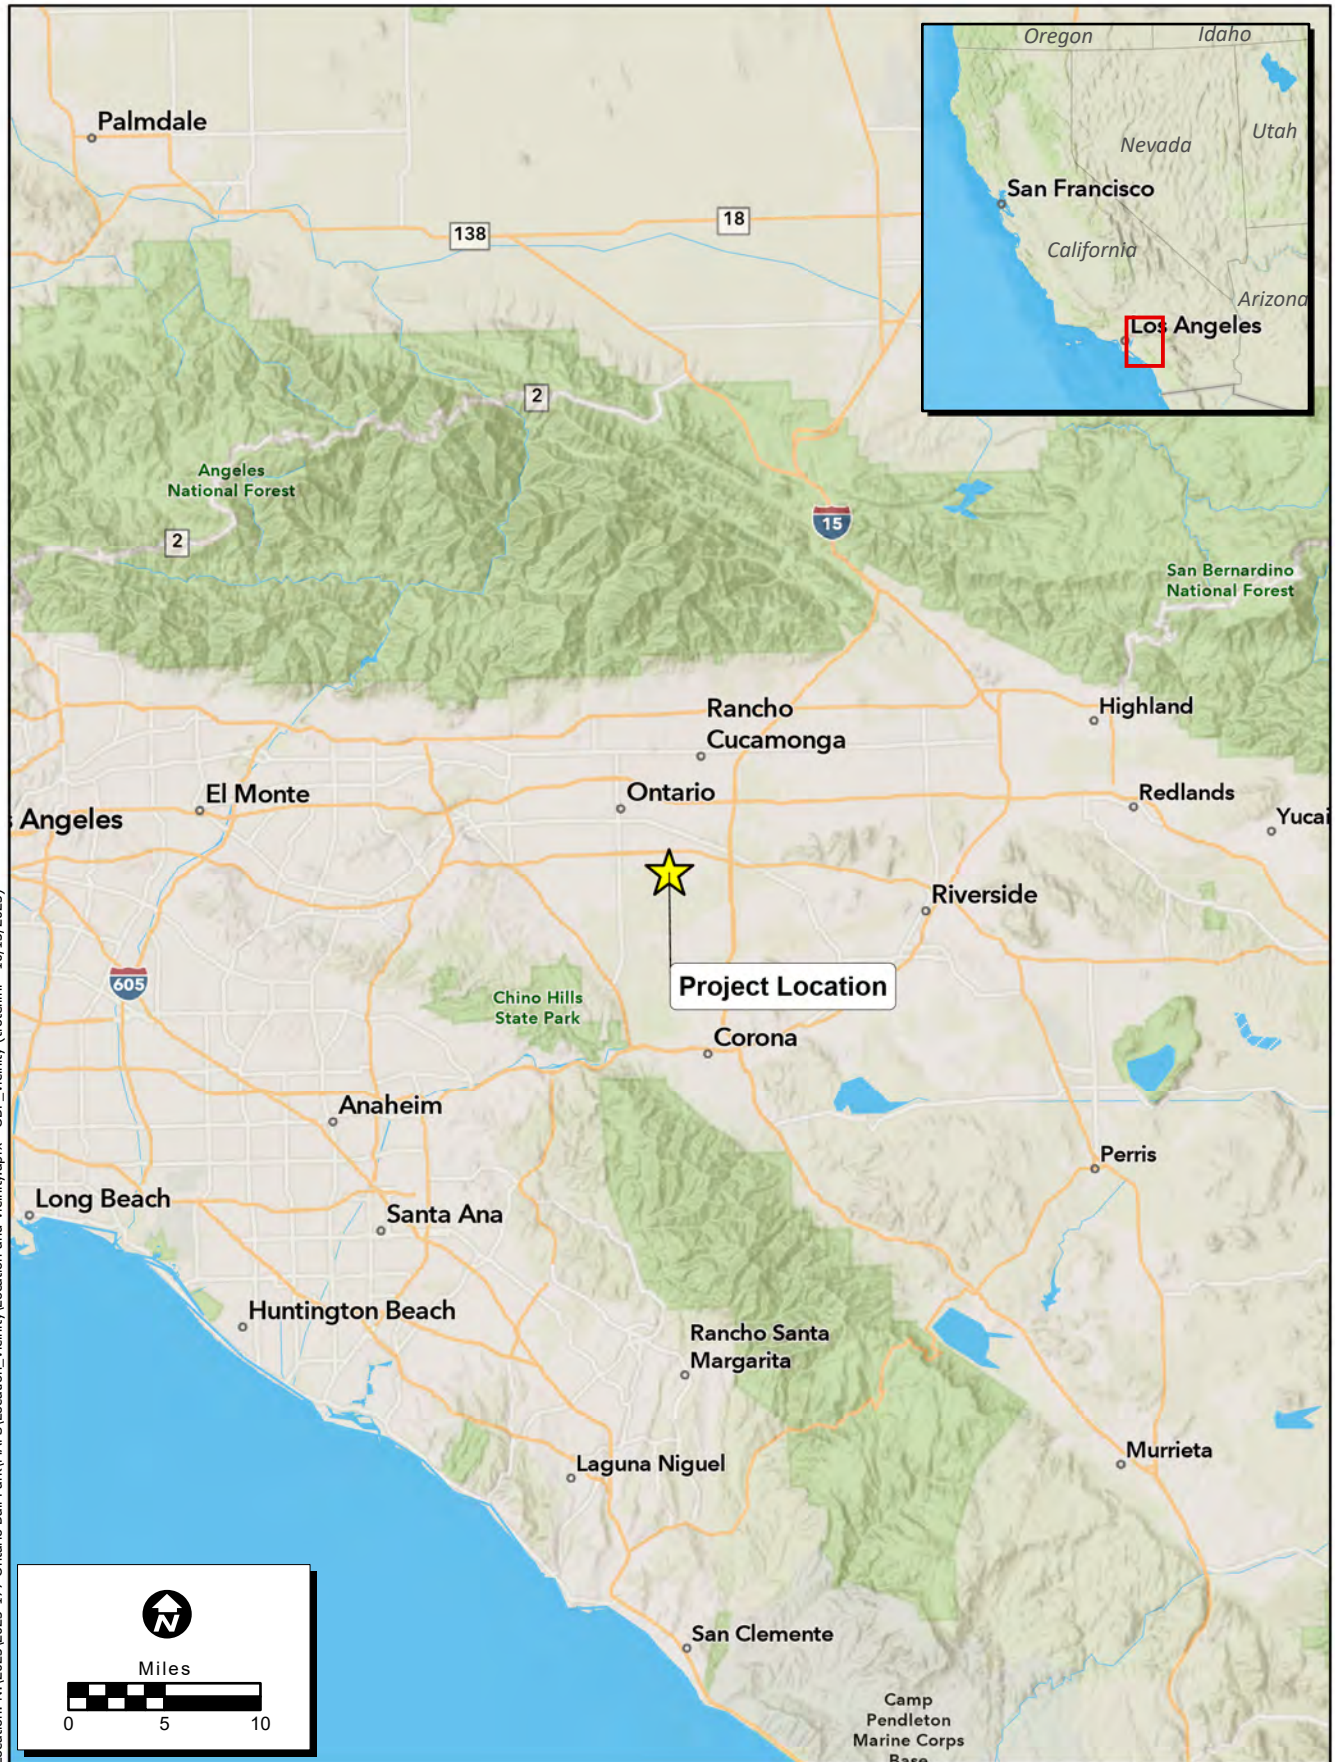 Oregon
Idaho
Nevada
Utah
San Francisco
California
Arizona
Los Angeles
Palmdale
138
18
2
Angeles
National Forest
2
15
San Bernardino
National Forest
Rancho
Cucamonga
Highland
El Monte
Ontario
Redlands
Angeles
Yucai
Riverside
605
Chino Hills
State Park
Project Location
Corona
Anaheim
Perris
Long Beach
Santa Ana
Huntington Beach
Rancho Santa
Margarita
Laguna Niguel
Murrieta
San Clemente
Camp
Pendleton
Marine Corps
Base
N
Miles
0 5 10